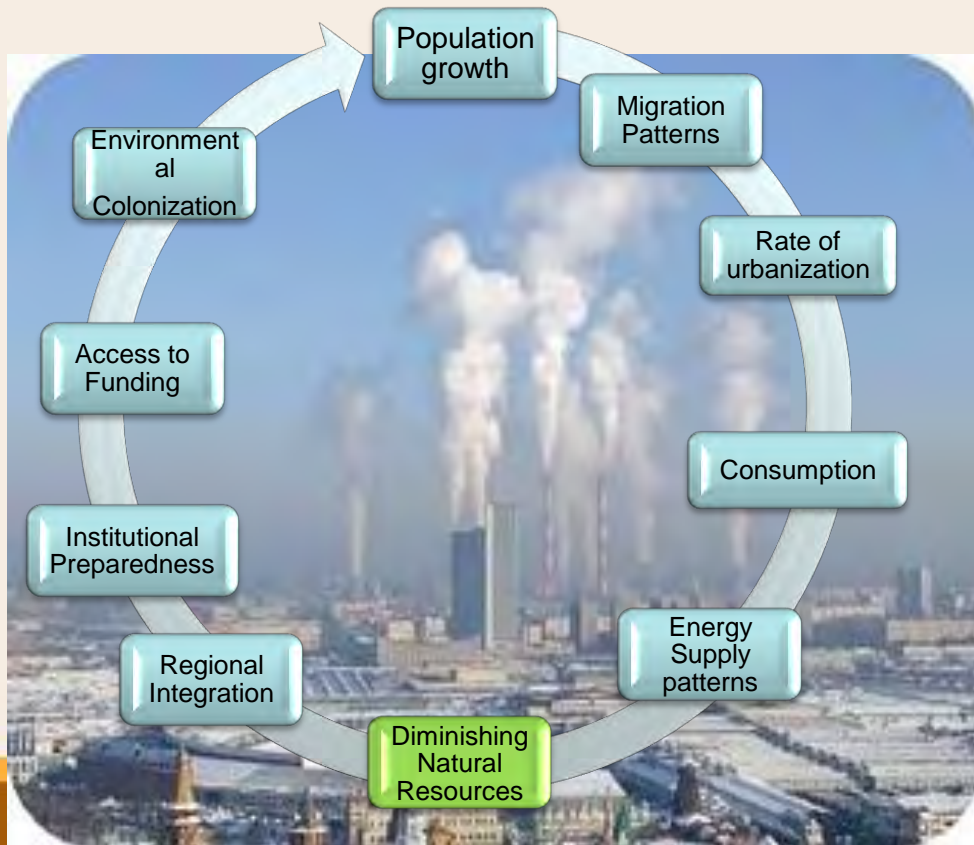 Population
growth
Migration
Patterns
Rate of
urbanization
Consumption
Energy
Supply
patterns
Diminishing
Natural
Resources
Regional
Integration
Institutional
Preparedness
Access to
Funding
Environment
al
Colonization